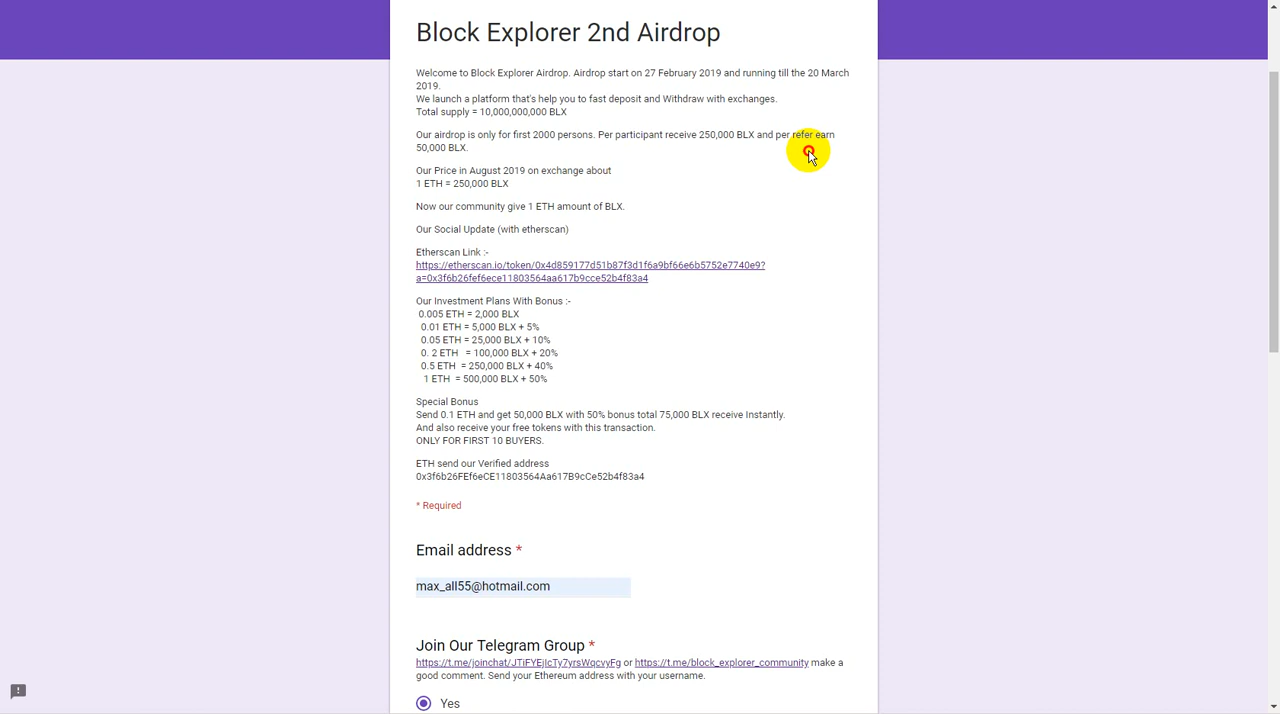 Block Explorer 2nd Airdrop
Welcome to Block Explorer Airdrop. Airdrop start on 27 February 2019 and running till the 20 March
2019.
We launch a platform that's help you to fast deposit and Withdraw with exchanges.
Total supply = 10,000,000,000 BLX
Our airdrop is only for first 2000 persons. Per participant receive 250,000 BLX and per refer earn
50,000 BLX.
Our Price in August 2019 on exchange about
1 ETH = 250,000 BLX
Now our community give 1 ETH amount of BLX.
Our Social Update (with etherscan)
Etherscan Link :-
https://etherscan.io/token/0x4d859177d51b87f3d1f6a9bf66e6b5752e7740e9?
a=0x3f6b26fef6ece11803564aa617b9cce52b4f83a4
Our Investment Plans With Bonus :-
0.005 ETH = 2,000 BLX
0.01 ETH = 5,000 BLX + 5%
0.05 ETH = 25,000 BLX + 10%
0. 2 ETH = 100,000 BLX + 20%
0.5 ETH = 250,000 BLX + 40%
1 ETH = 500,000 BLX + 50%
Special Bonus
Send 0.1 ETH and get 50,000 BLX with 50% bonus total 75,000 BLX receive Instantly.
And also receive your free tokens with this transaction.
ONLY FOR FIRST 10 BUYERS.
ETH send our Verified address
0x3f6b26FEf6eCE11803564Aa617B9cCe52b4f83a4
* Required
Email address *
max_all55@hotmail.com
Join Our Telegram Group *
https://t.me/joinchat/JTiFYEjIcTy7yrsWqcvyFg or https://t.me/block_explorer_community make a
good comment. Send your Ethereum address with your username.
Yes